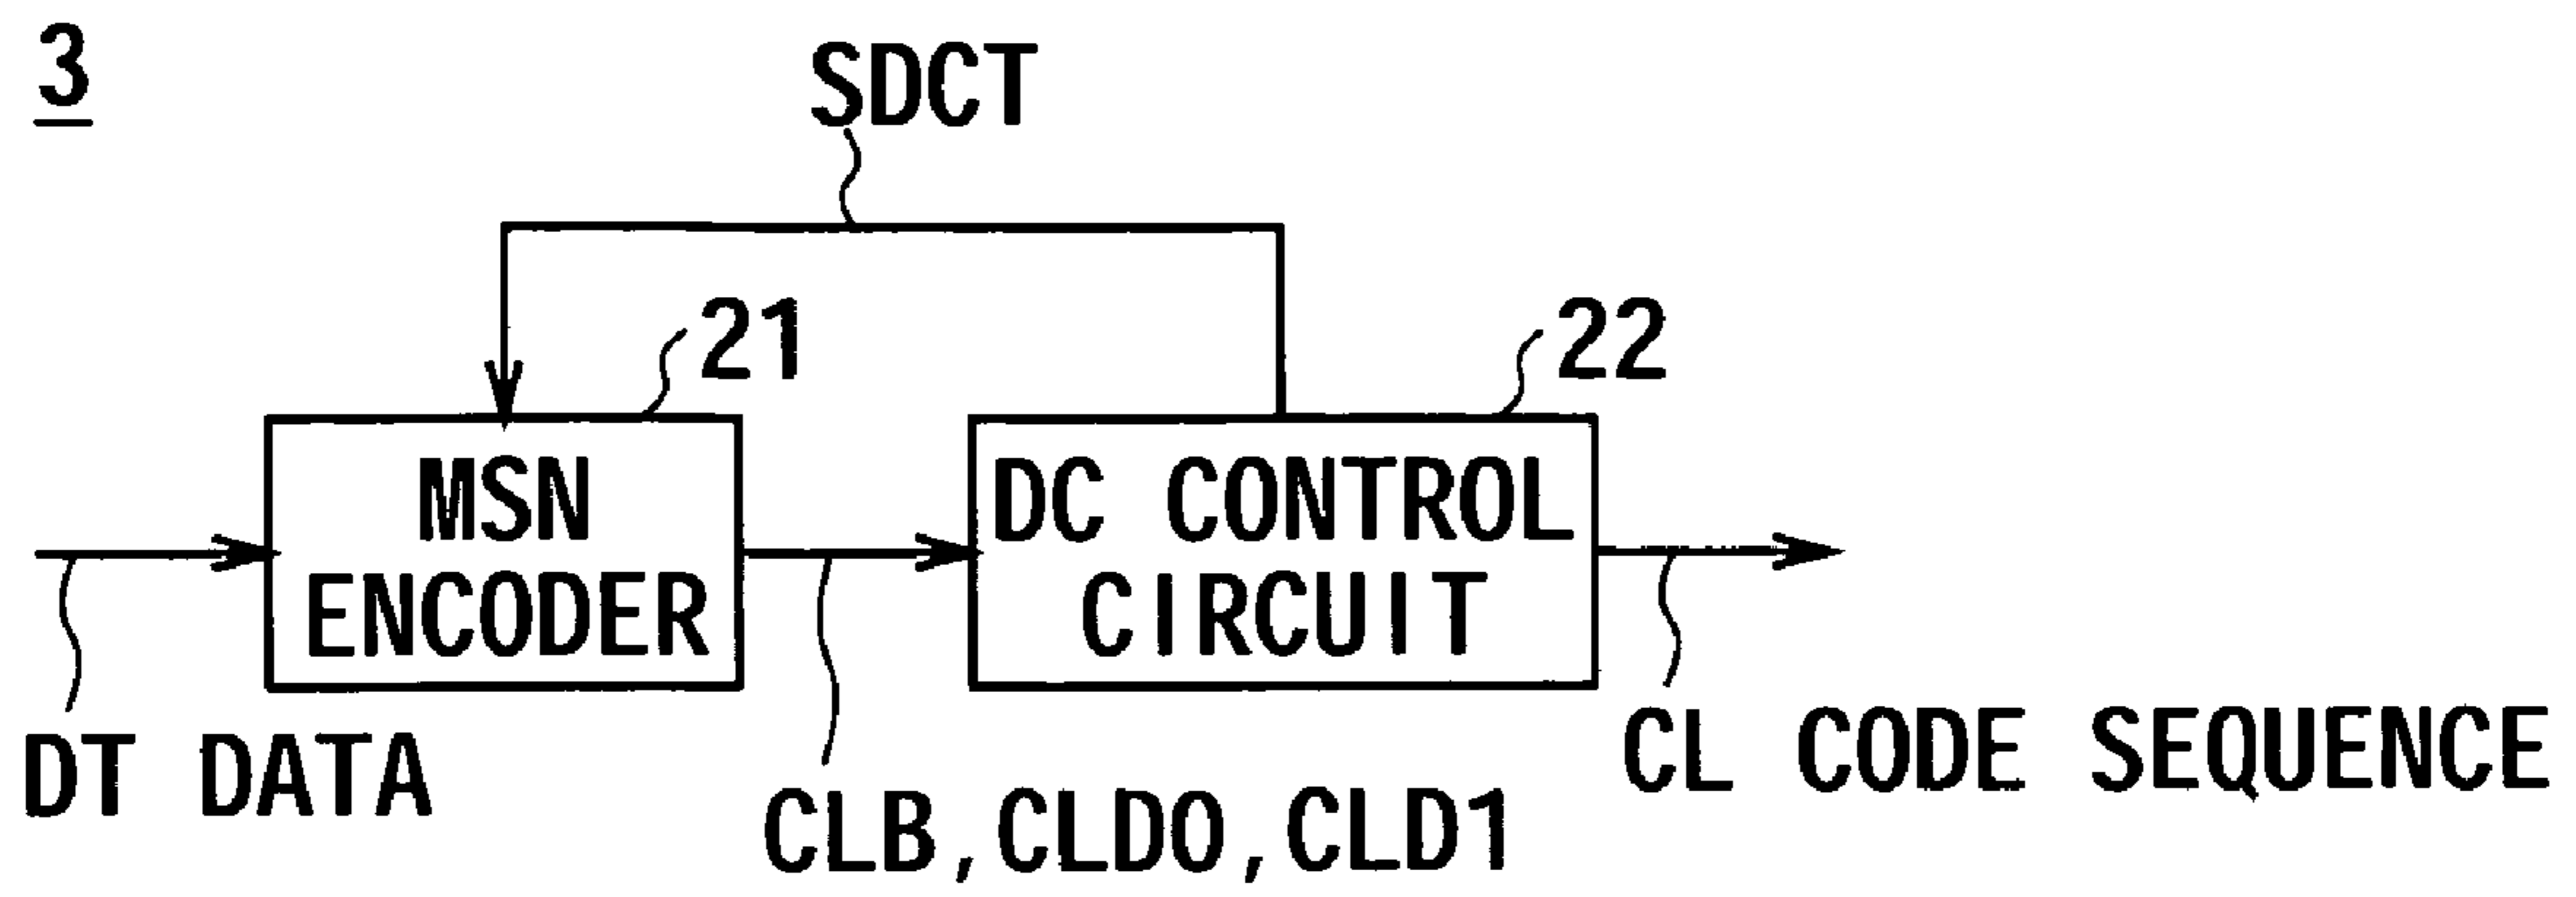 3
SDCT
21
22
MSN
ENCODER
DC CONTROL
CIRCUIT
DT DATA
CLB,CLD0,CLD1
CL CODE SEQUENCE